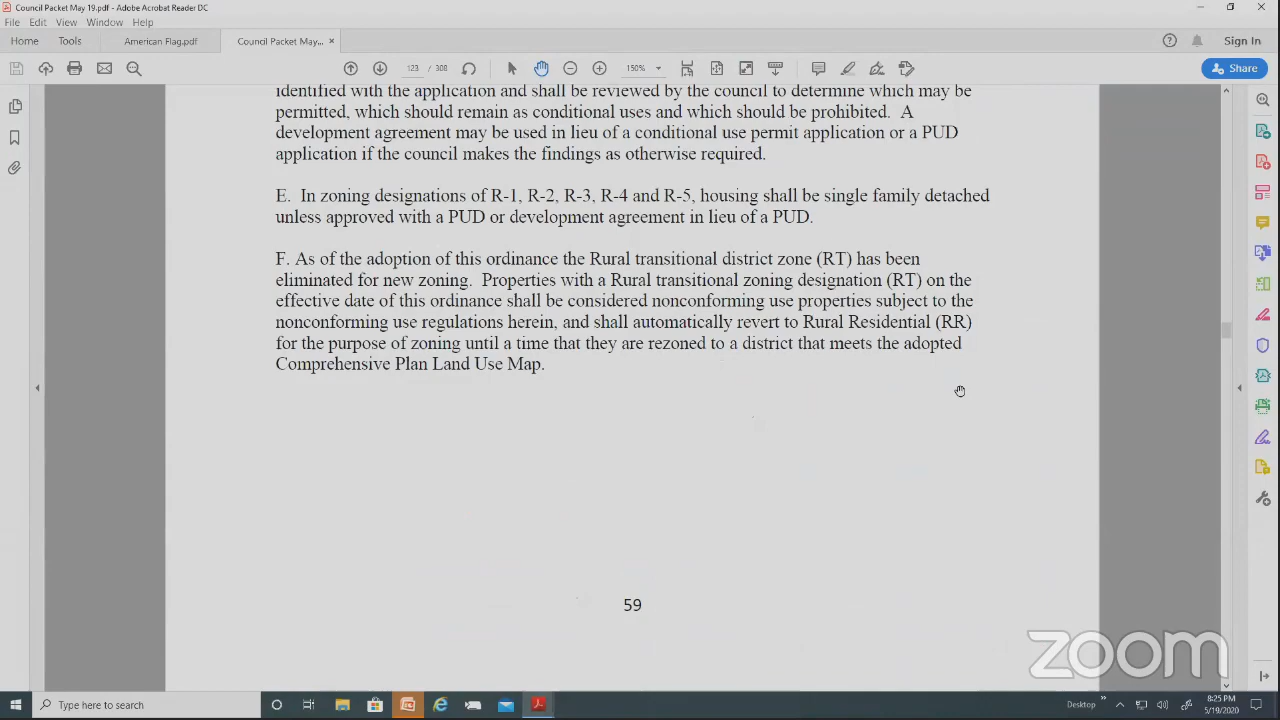 Council Packet May 19.pdf - Adobe Acrobat Reader DC
File Edit View Window Help
Home Tools American Flag.pdf Council Packet May... × Sign In
123 / 308 150% Share
identified with the application and shall be reviewed by the council to determine which may be
permitted, which should remain as conditional uses and which should be prohibited. A
development agreement may be used in lieu of a conditional use permit application or a PUD
application if the council makes the findings as otherwise required.
E. In zoning designations of R-1, R-2, R-3, R-4 and R-5, housing shall be single family detached
unless approved with a PUD or development agreement in lieu of a PUD.
F. As of the adoption of this ordinance the Rural transitional district zone (RT) has been
eliminated for new zoning. Properties with a Rural transitional zoning designation (RT) on the
effective date of this ordinance shall be considered nonconforming use properties subject to the
nonconforming use regulations herein, and shall automatically revert to Rural Residential (RR)
for the purpose of zoning until a time that they are rezoned to a district that meets the adopted
Comprehensive Plan Land Use Map.
59
zoom
Type here to search Desktop 8:25 PM
5/19/2020